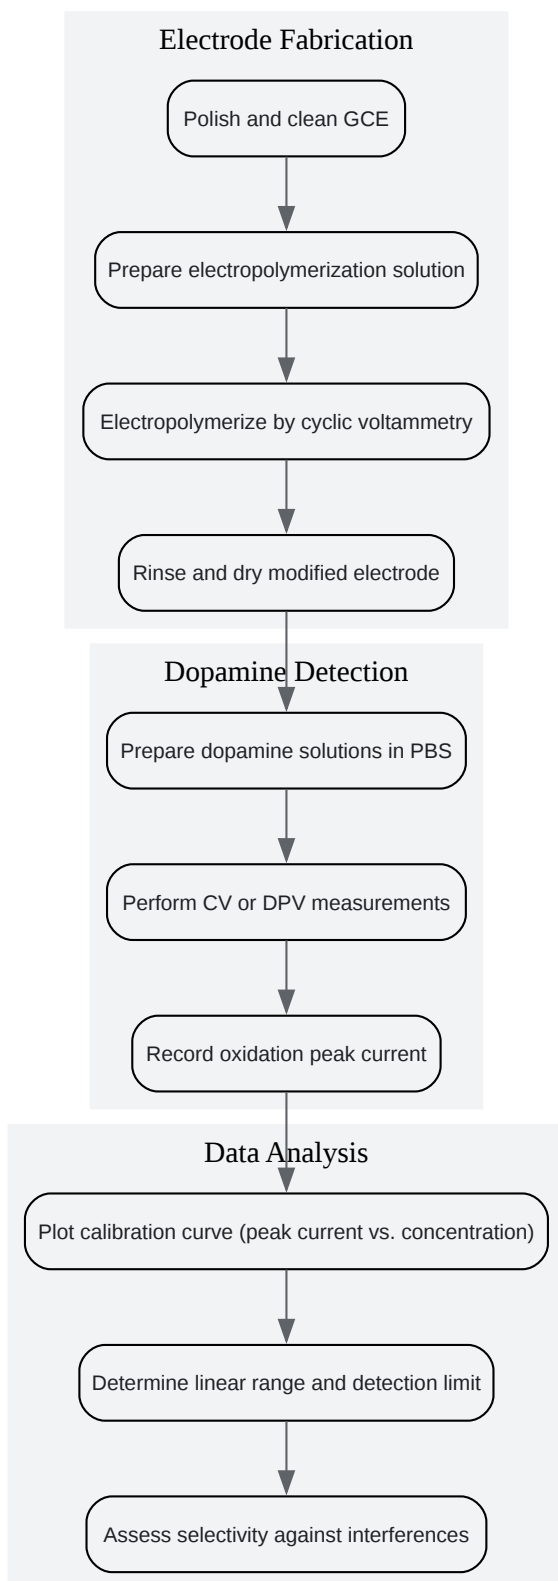 Electrode Fabrication
Polish and clean GCE
Prepare electropolymerization solution
Electropolymerize by cyclic voltammetry
Rinse and dry modified electrode
Dopamine Detection
Prepare dopamine solutions in PBS
Perform CV or DPV measurements
Record oxidation peak current
Data Analysis
Plot calibration curve (peak current vs. concentration)
Determine linear range and detection limit
Assess selectivity against interferences